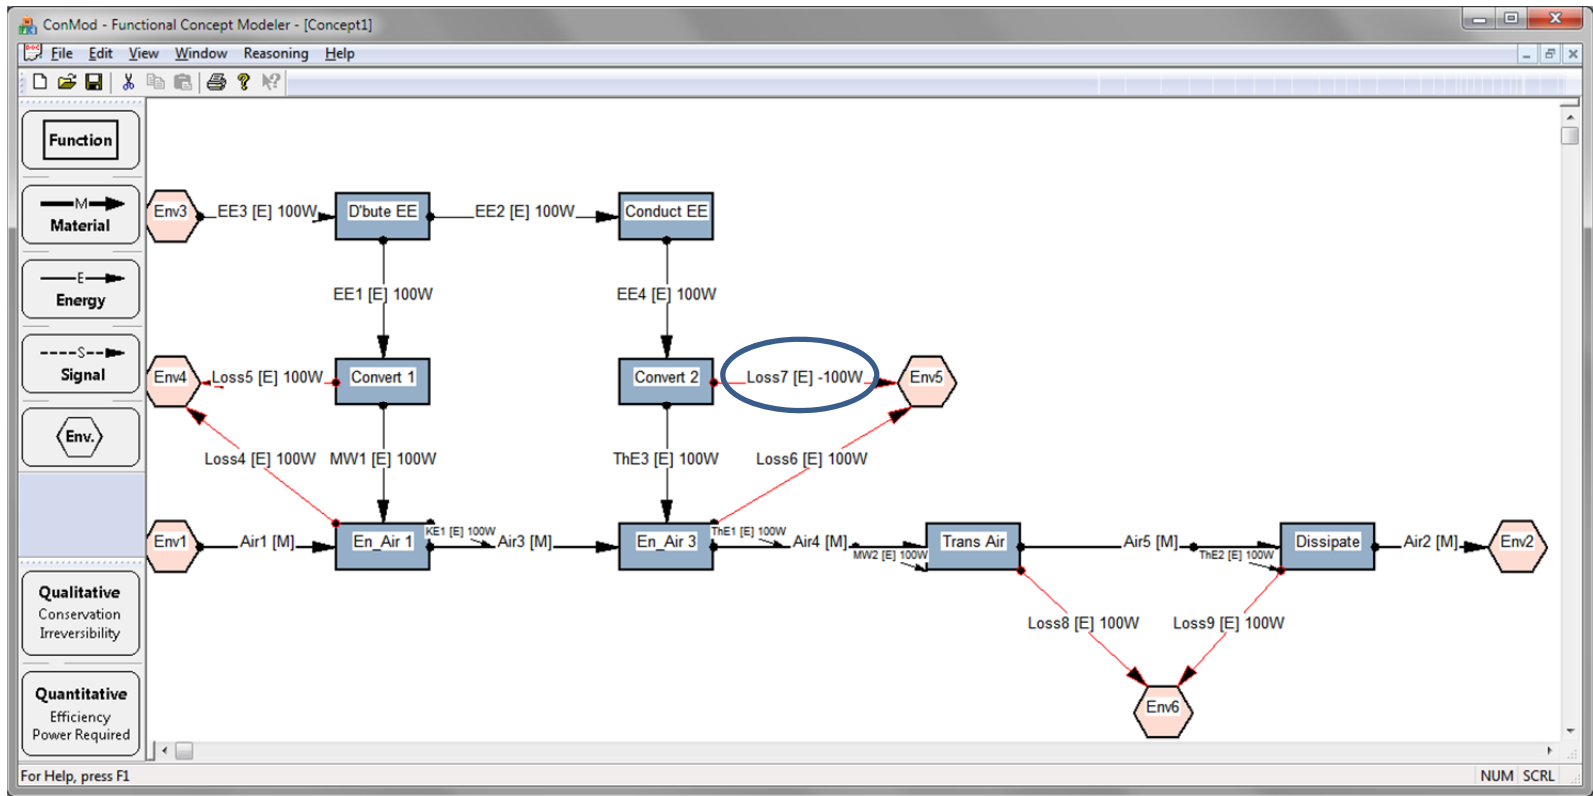 ConMod - Functional Concept Modeler - [Concept1]
File Edit View Window Reasoning Help
Function
M
Material
E
Energy
S
Signal
Env.
Qualitative
Conservation
Irreversibility
Quantitative
Efficiency
Power Required
Env3
EE3 [E] 100W
D'bute EE
EE2 [E] 100W
Conduct EE
EE1 [E] 100W
EE4 [E] 100W
Env4
Loss5 [E] 100W
Convert 1
Convert 2
Loss7 [E] -100W
Env5
Loss4 [E] 100W
MW1 [E] 100W
ThE3 [E] 100W
Loss6 [E] 100W
Env1
Air1 [M]
En_Air 1
KE1 [E] 100W
Air3 [M]
En_Air 3
ThE1 [E] 100W
Air4 [M]
MW2 [E] 100W
Trans Air
Air5 [M]
ThE2 [E] 100W
Dissipate
Air2 [M]
Env2
Loss8 [E] 100W
Loss9 [E] 100W
Env6
For Help, press F1
NUM SCRL